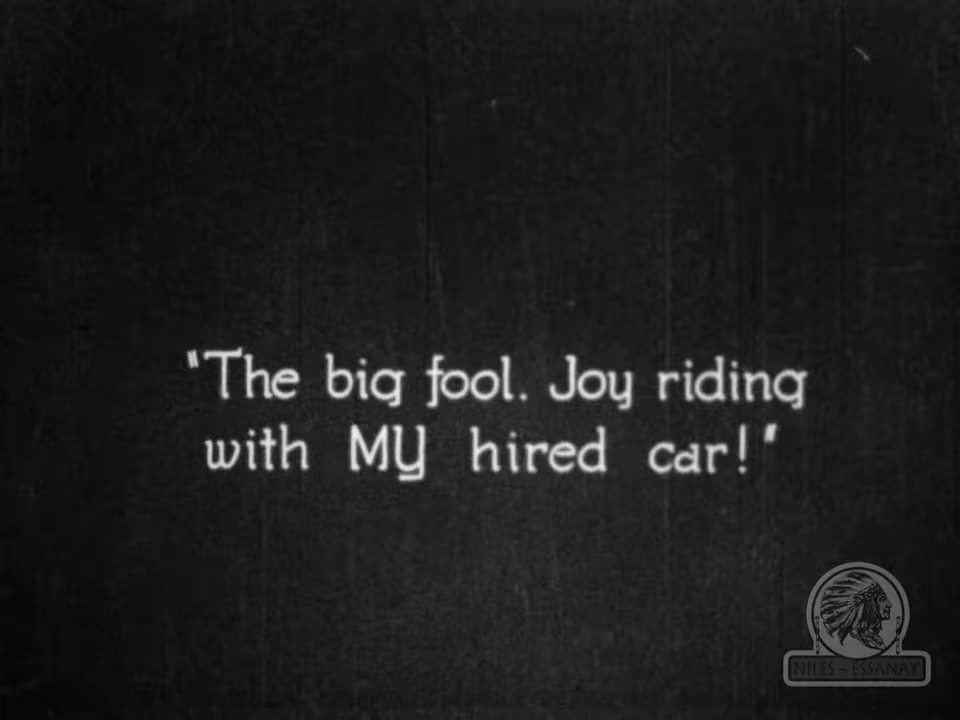 "The big fool. Joy riding
with MY hired car!"
NILES – ESSANAY